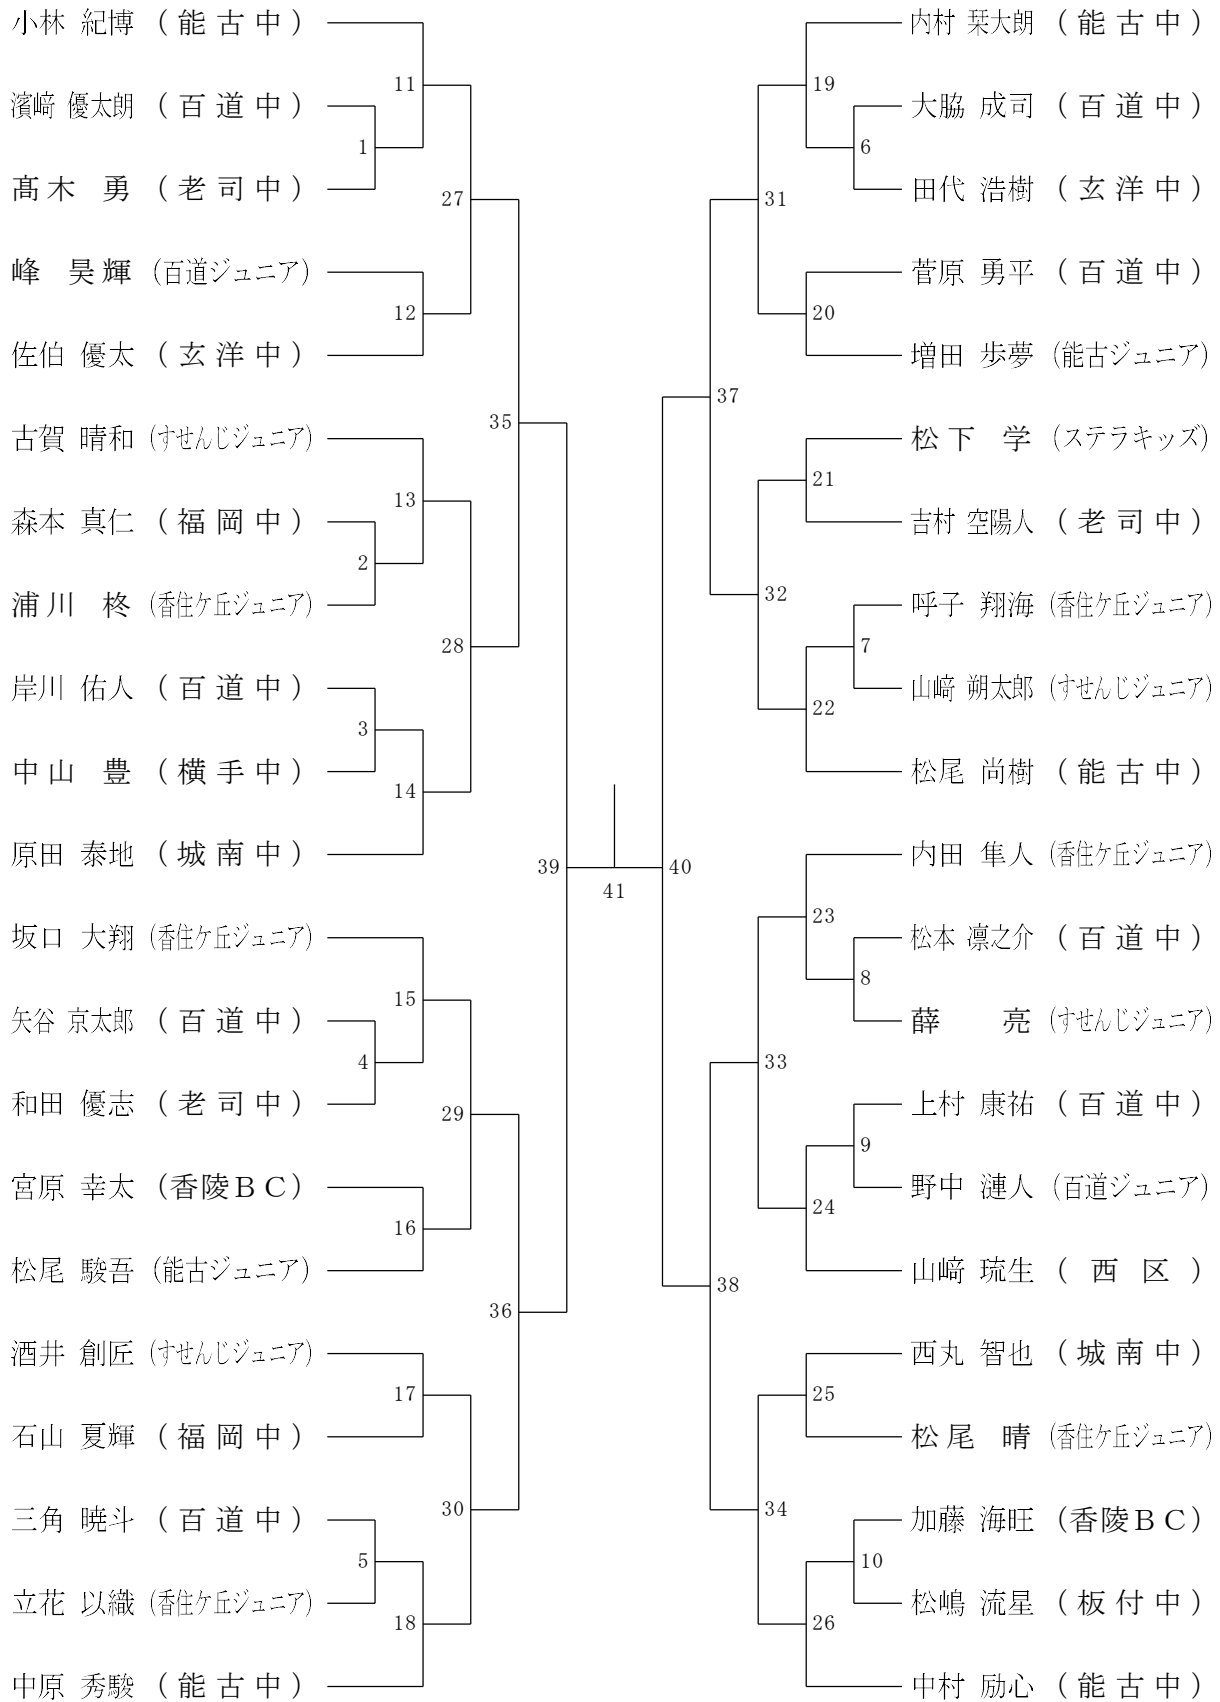 小林 紀博 (能古中)
11
濱﨑 優太朗 (百道中)
1
髙木 勇 (老司中)
27
峰 昊輝 (百道ジュニア)
12
佐伯 優太 (玄洋中)
35
古賀 晴和 (すせんじジュニア)
13
森本 真仁 (福岡中)
2
浦川 柊 (香住ケ丘ジュニア)
28
岸川 佑人 (百道中)
3
中山 豊 (横手中)
14
原田 泰地 (城南中)
39
坂口 大翔 (香住ケ丘ジュニア)
15
矢谷 京太郎 (百道中)
4
和田 優志 (老司中)
29
宮原 幸太 (香陵BC)
16
松尾 駿吾 (能古ジュニア)
36
酒井 創匠 (すせんじジュニア)
17
石山 夏輝 (福岡中)
30
三角 暁斗 (百道中)
5
立花 以織 (香住ケ丘ジュニア)
18
中原 秀駿 (能古中)
41
内村 栞大朗 (能古中)
19
大脇 成司 (百道中)
6
田代 浩樹 (玄洋中)
31
菅原 勇平 (百道中)
20
増田 歩夢 (能古ジュニア)
37
松下 学 (ステラキッズ)
21
吉村 空陽人 (老司中)
32
呼子 翔海 (香住ケ丘ジュニア)
7
山﨑 朔太郎 (すせんじジュニア)
22
松尾 尚樹 (能古中)
40
内田 隼人 (香住ケ丘ジュニア)
23
松本 凛之介 (百道中)
8
薛 亮 (すせんじジュニア)
33
上村 康祐 (百道中)
9
野中 漣人 (百道ジュニア)
24
山﨑 琉生 (西区)
38
西丸 智也 (城南中)
25
松尾 晴 (香住ケ丘ジュニア)
34
加藤 海旺 (香陵BC)
10
松嶋 流星 (板付中)
26
中村 励心 (能古中)